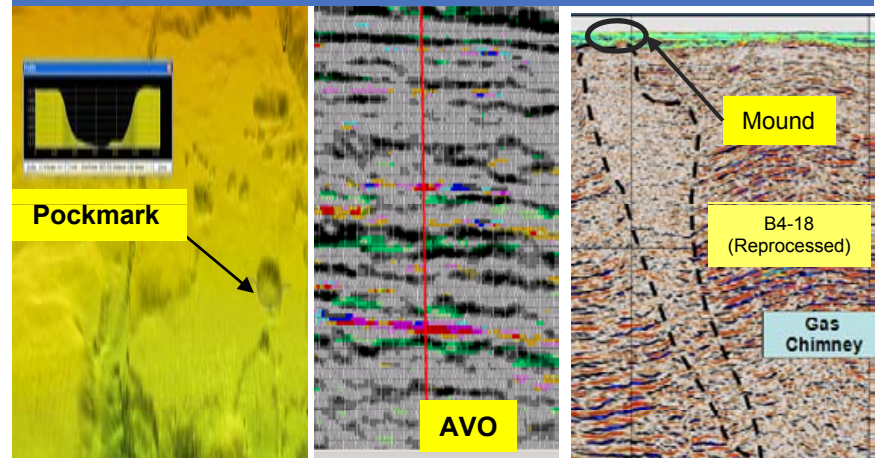 Pockmark
AVO
Mound
B4-18
(Reprocessed)
Gas
Chimney